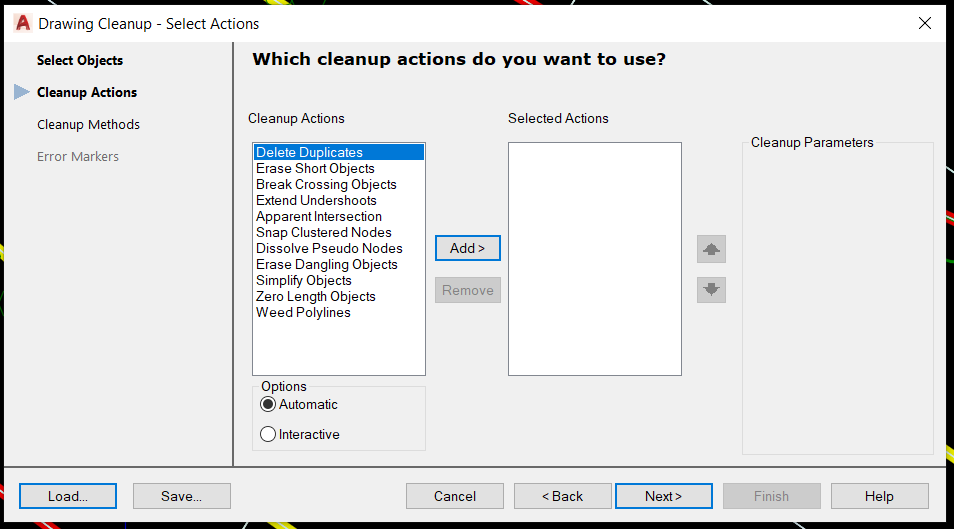 Drawing Cleanup - Select Actions
Select Objects
Cleanup Actions
Cleanup Methods
Error Markers
Which cleanup actions do you want to use?
Cleanup Actions
Delete Duplicates
Erase Short Objects
Break Crossing Objects
Extend Undershoots
Apparent Intersection
Snap Clustered Nodes
Dissolve Pseudo Nodes
Erase Dangling Objects
Simplify Objects
Zero Length Objects
Weed Polylines
Options
Automatic
Interactive
Add >
Remove
Selected Actions
Cleanup Parameters
Load...
Save...
Cancel
< Back
Next >
Finish
Help